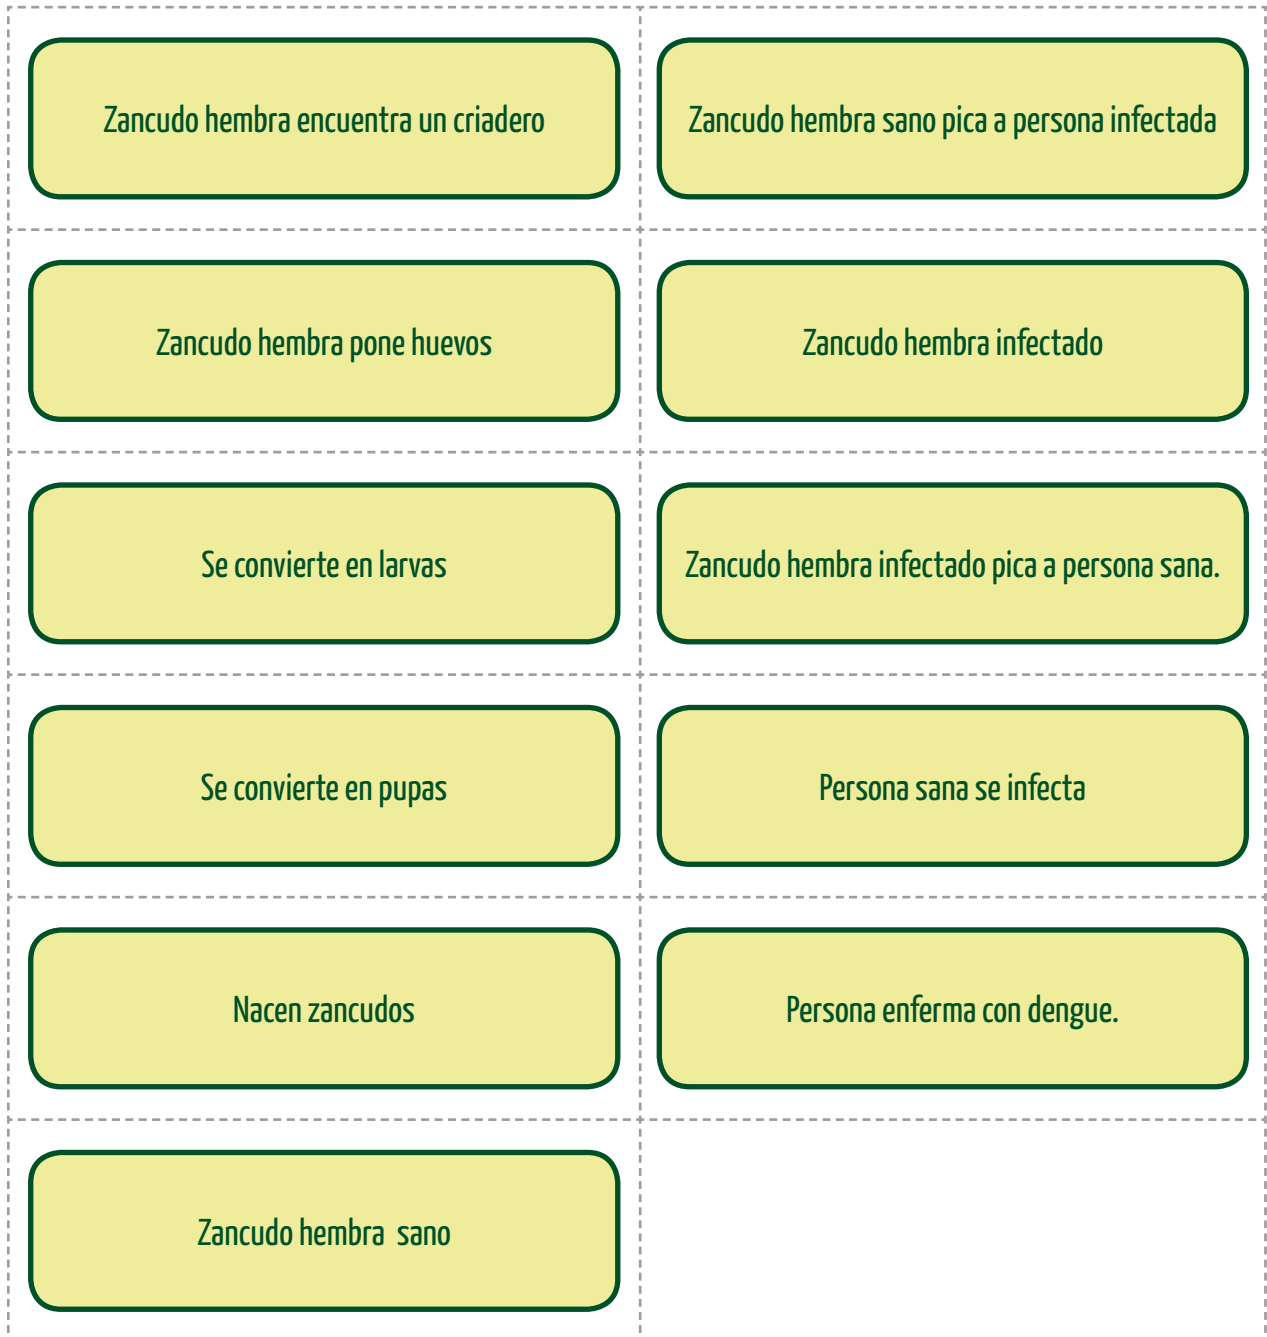 Zancudo hembra encuentra un criadero
Zancudo hembra sano pica a persona infectada
Zancudo hembra pone huevos
Zancudo hembra infectado
Se convierte en larvas
Zancudo hembra infectado pica a persona sana.
Se convierte en pupas
Persona sana se infecta
Nacen zancudos
Persona enferma con dengue.
Zancudo hembra  sano